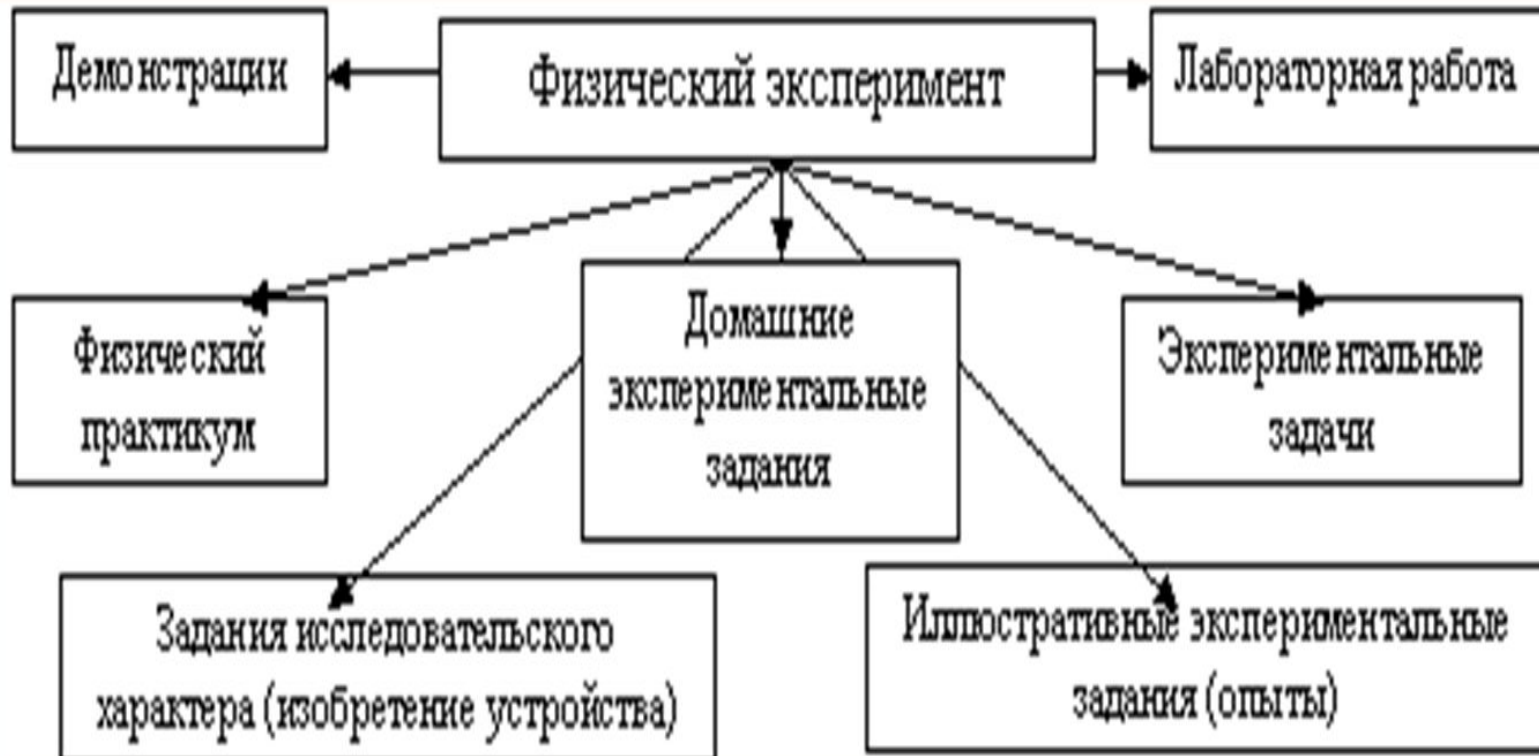 Демонстрации
Физический эксперимент
Лабораторная работа
Физический
практикум
Домашние
экспериментальные
задания
Экспериментальные
задачи
Задания исследовательского
характера (изобретение устройства)
Иллюстративные экспериментальные
задания (опыты)